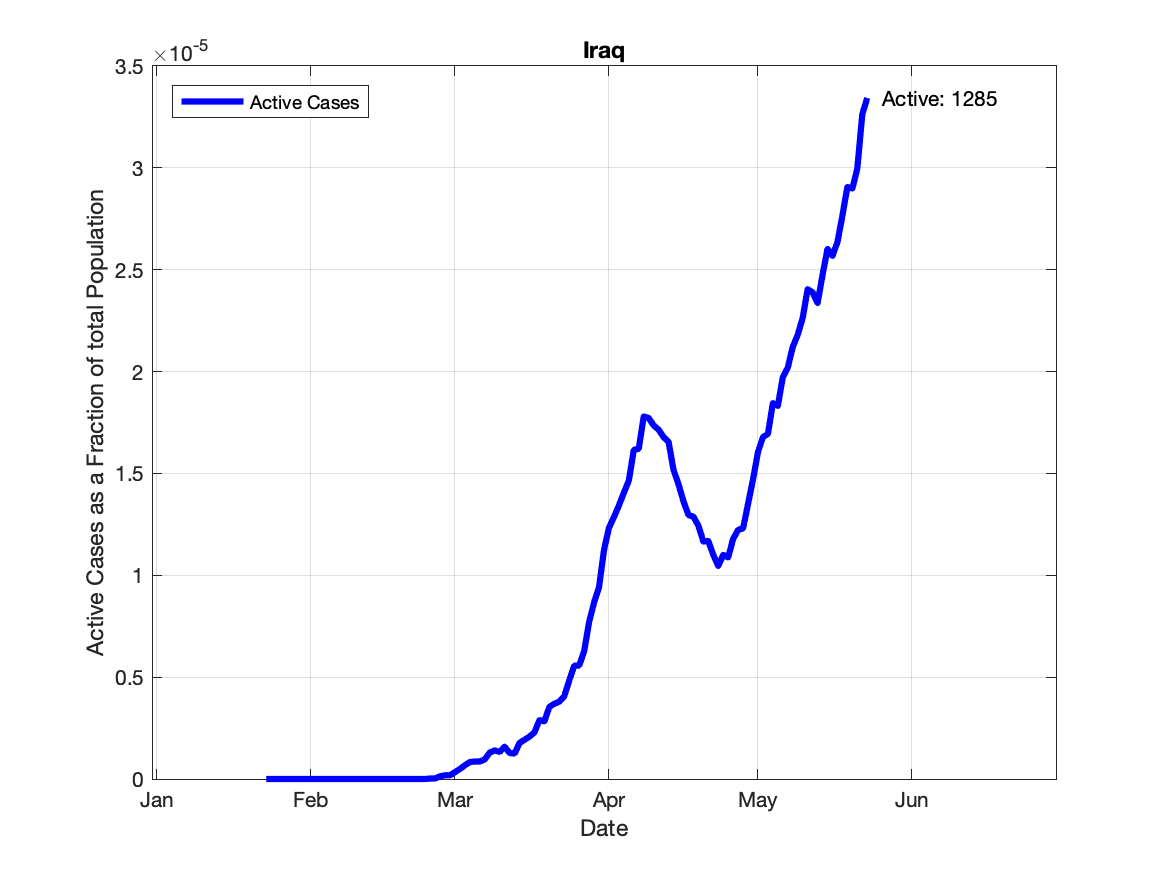 Iraq
×10-5
3.5
3
2.5
2
1.5
1
0.5
0
Active Cases as a Fraction of total Population
Active Cases
Active: 1285
Jan Feb Mar Apr May Jun
Date